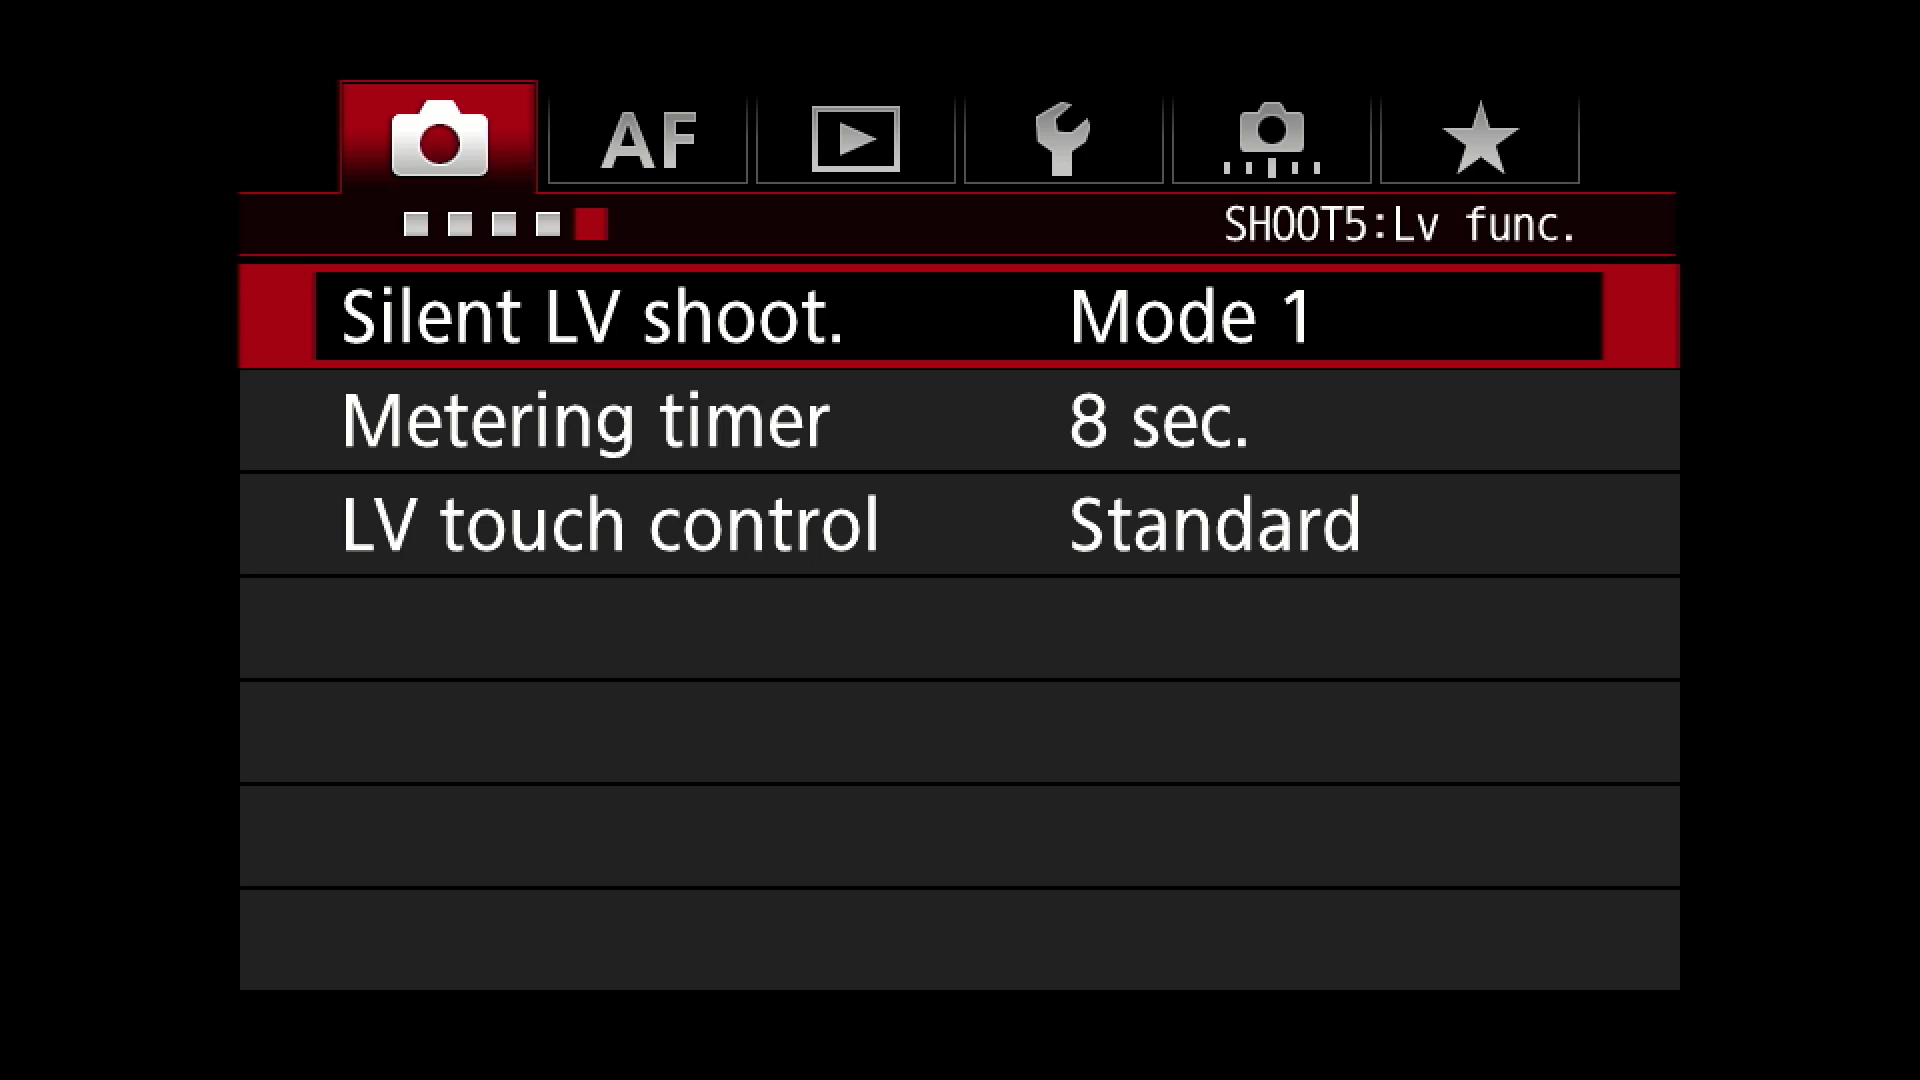 AF
SHOOT5:Lv func.
Silent LV shoot. Mode 1
Metering timer 8 sec.
LV touch control Standard